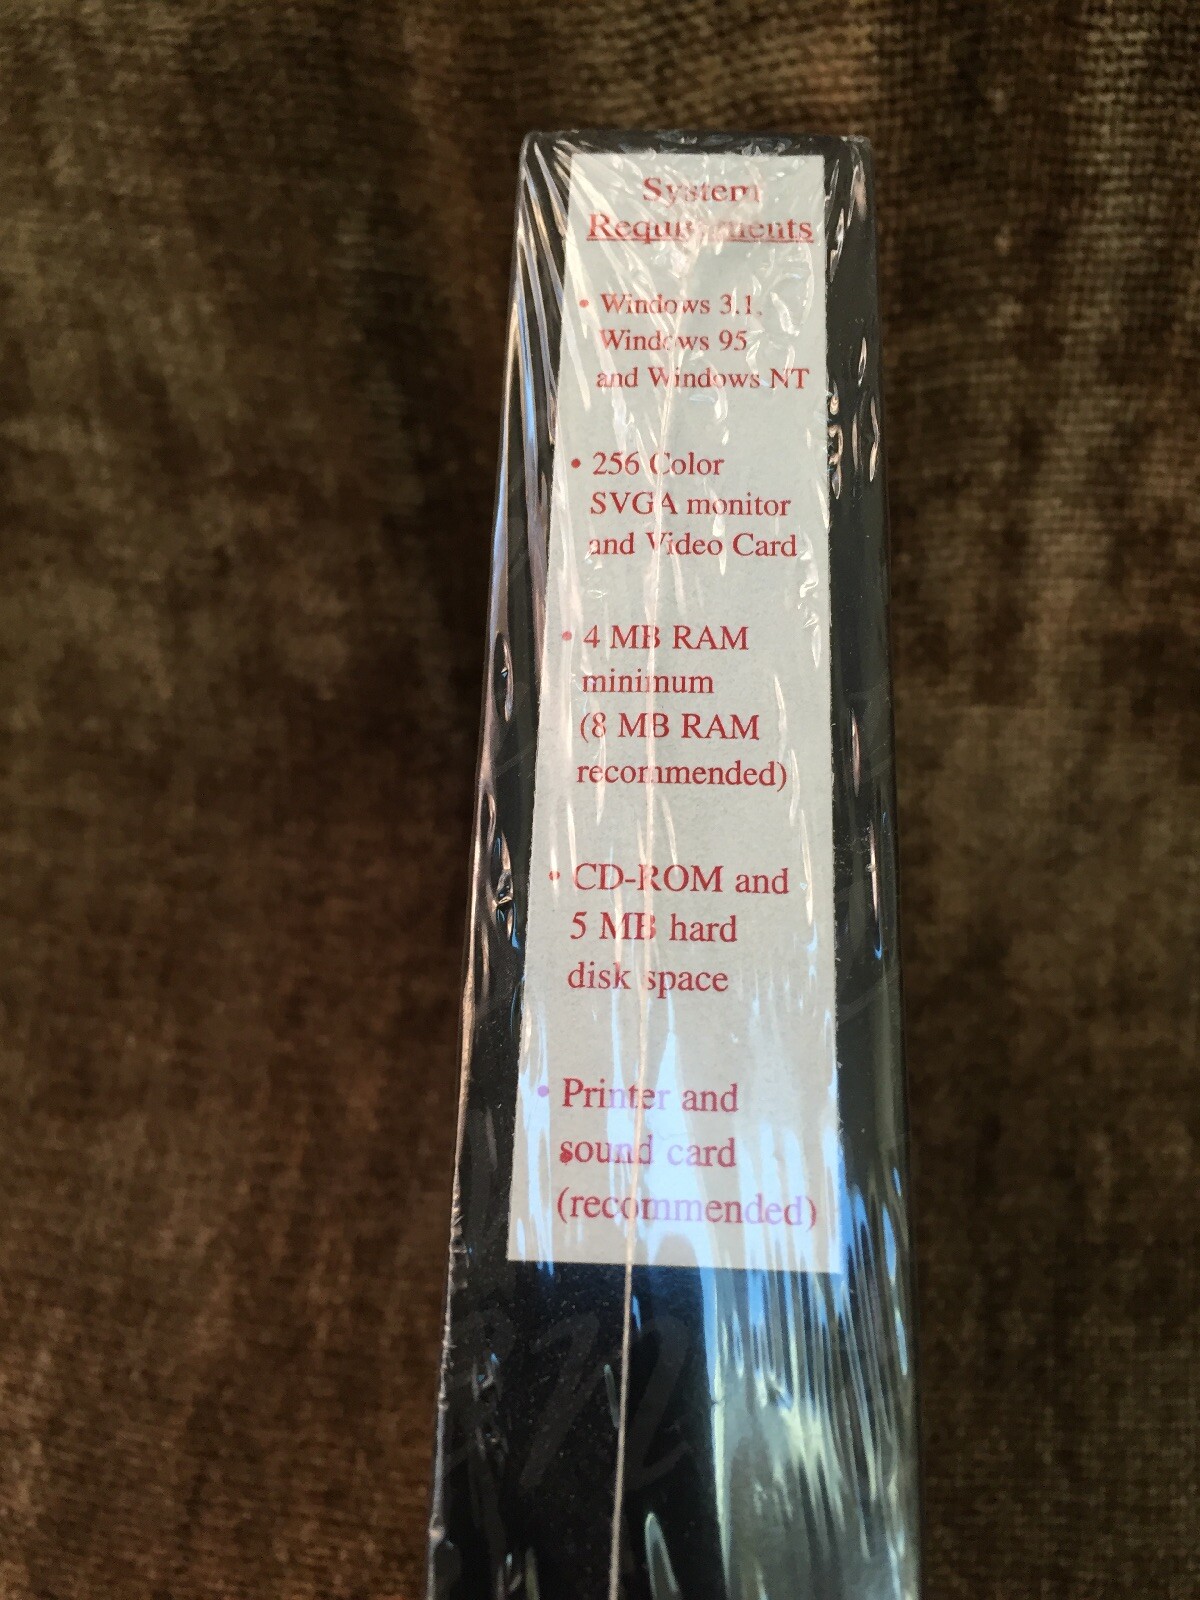 System
Requirements
• Windows 3.1,
Windows 95
and Windows NT
• 256 Color
SVGA monitor
and Video Card
• 4 MB RAM
minimum
(8 MB RAM
recommended)
• CD-ROM and
5 MB hard
disk space
• Printer and
sound card
(recommended)